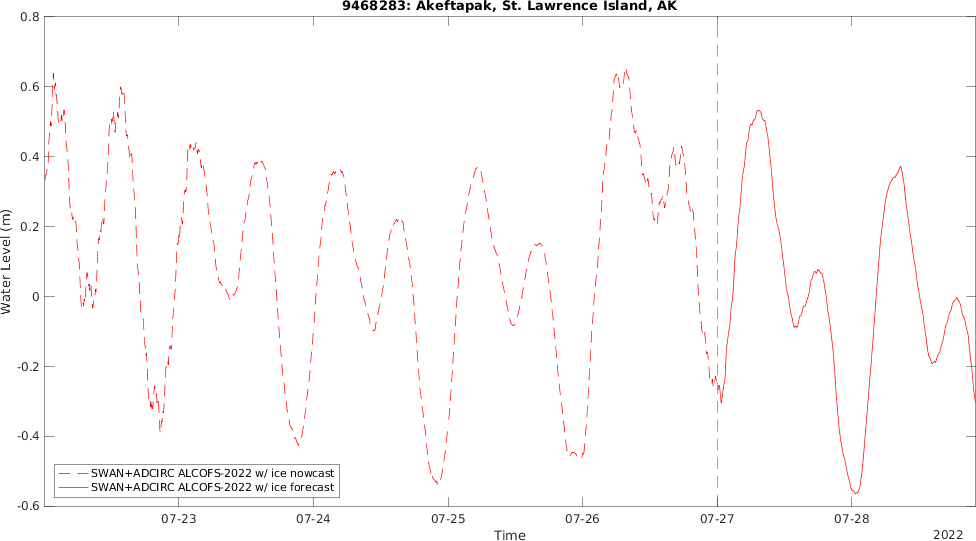 9468283: Akeftapak, St. Lawrence Island, AK
0.8
0.6
0.4
0.2
0
-0.2
-0.4
-0.6
Water Level (m)
SWAN+ADCIRC ALCOFS-2022 w/ ice nowcast
SWAN+ADCIRC ALCOFS-2022 w/ ice forecast
07-23 07-24 07-25 07-26 07-27 07-28
Time
2022